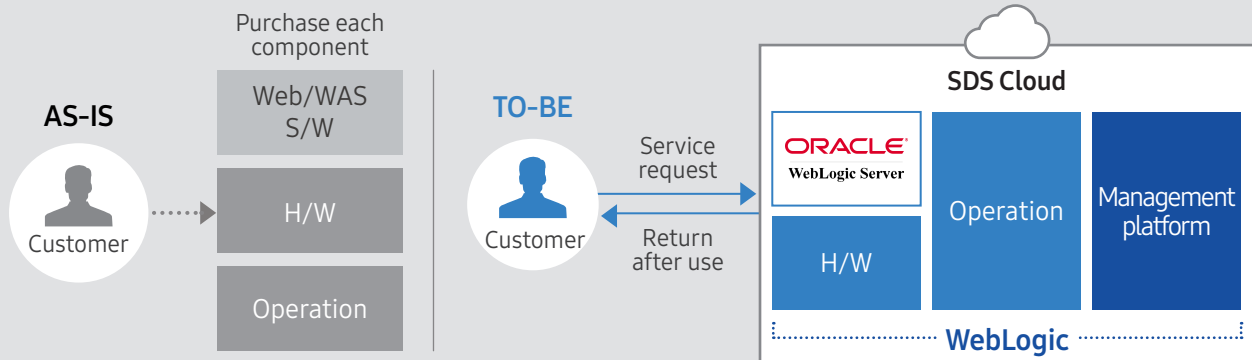 AS-IS
Customer
Purchase each
component
Web/WAS
S/W
H/W
Operation
TO-BE
Customer
Service
request
Return
after use
SDS Cloud
ORACLE®
WebLogic Server
H/W
Operation
Management
platform
WebLogic